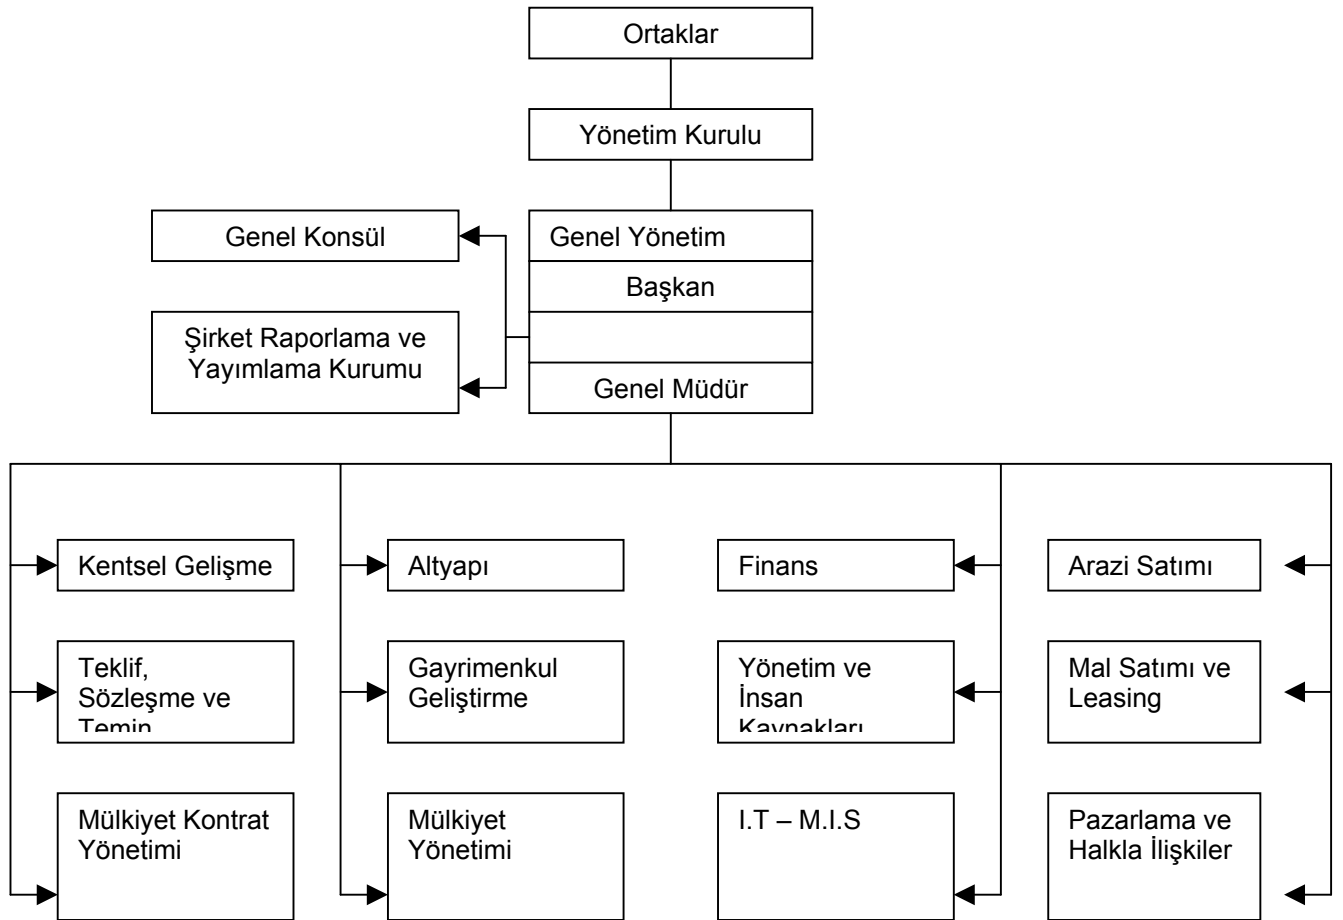 Ortaklar
Yönetim Kurulu
Genel Konsül
Genel Yönetim
Başkan
Şirket Raporlama ve
Yayımlama Kurumu
Genel Müdür
Kentsel Gelişme
Altyapı
Finans
Arazi Satımı
Teklif,
Sözleşme ve
Temin
Gayrimenkul
Geliştirme
Yönetim ve
İnsan
Kaynakları
Mal Satımı ve
Leasing
Mülkiyet Kontrat
Yönetimi
Mülkiyet
Yönetimi
I.T – M.I.S
Pazarlama ve
Halkla İlişkiler